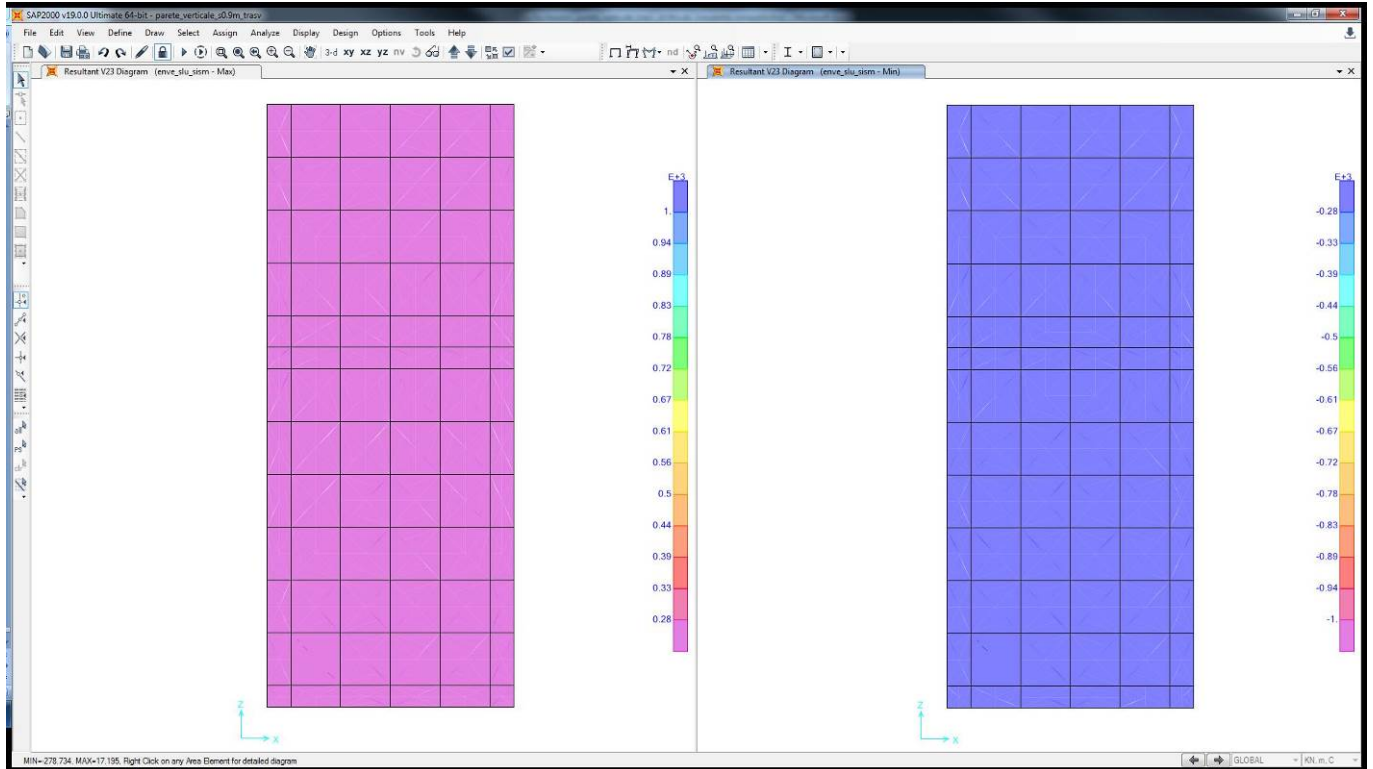 SAP2000 v19.0.0 Ultimate 64-bit - parete_verticale_s0.9m_trasv
File Edit View Define Draw Select Assign Analyze Display Design Options Tools Help
3-d xy xz yz nv nd
Resultant V23 Diagram (enve_slu_sism - Max)
Resultant V23 Diagram (enve_slu_sism - Min)
E+3
1.
0.94
0.89
0.83
0.78
0.72
0.67
0.61
0.56
0.5
0.44
0.39
0.33
0.28
Z
X
E+3
-0.28
-0.33
-0.39
-0.44
-0.5
-0.56
-0.61
-0.67
-0.72
-0.78
-0.83
-0.89
-0.94
-1.
Z
X
all
PS
clr
MIN=-278.734, MAX=17.195, Right Click on any Area Element for detailed diagram
GLOBAL
KN, m, C